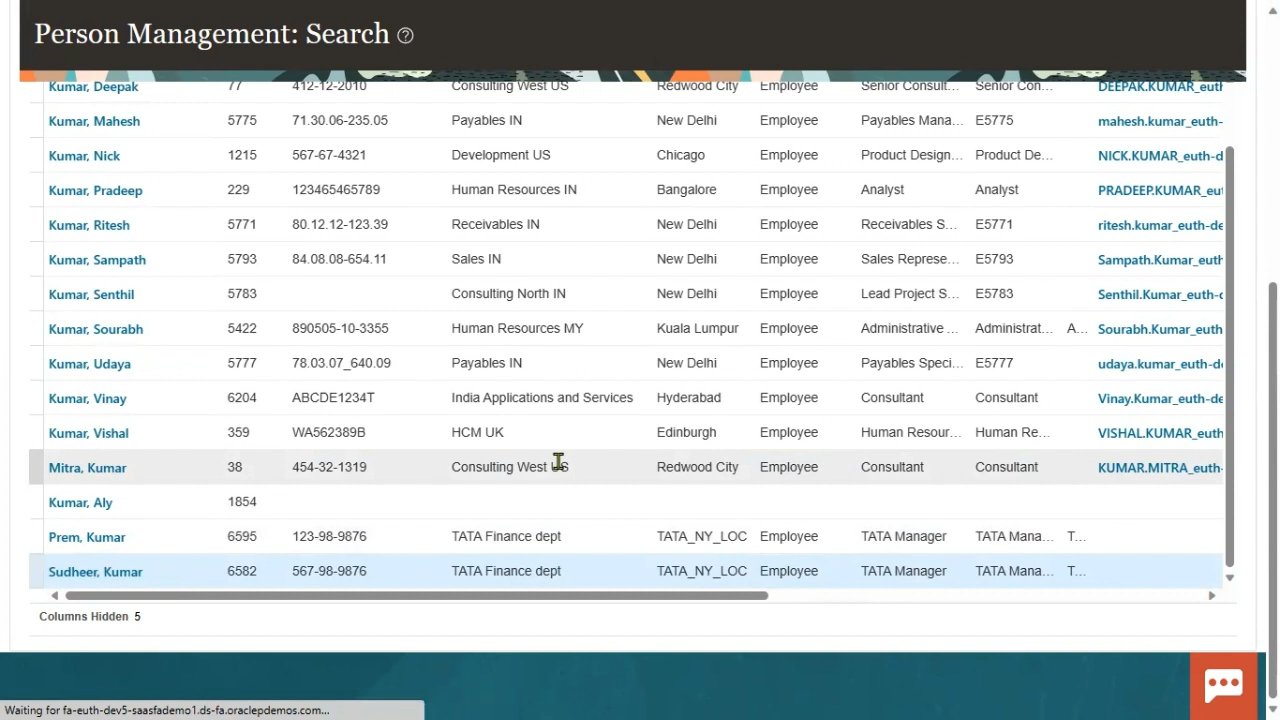 Person Management: Search
Kumar, Deepak 77 412-12-2010 Consulting West US Redwood City Employee Senior Consult... Senior Con... DEEPAK.KUMAR_euth
Kumar, Mahesh 5775 71.30.06-235.05 Payables IN New Delhi Employee Payables Mana... E5775 mahesh.kumar_euth-
Kumar, Nick 1215 567-67-4321 Development US Chicago Employee Product Design... Product De... NICK.KUMAR_euth-d
Kumar, Pradeep 229 123465465789 Human Resources IN Bangalore Employee Analyst Analyst PRADEEP.KUMAR_eut
Kumar, Ritesh 5771 80.12.12-123.39 Receivables IN New Delhi Employee Receivables S... E5771 ritesh.kumar_euth-de
Kumar, Sampath 5793 84.08.08-654.11 Sales IN New Delhi Employee Sales Represe... E5793 Sampath.Kumar_euth
Kumar, Senthil 5783 Consulting North IN New Delhi Employee Lead Project S... E5783 Senthil.Kumar_euth-c
Kumar, Sourabh 5422 890505-10-3355 Human Resources MY Kuala Lumpur Employee Administrative ... Administrat... A... Sourabh.Kumar_euth
Kumar, Udaya 5777 78.03.07_640.09 Payables IN New Delhi Employee Payables Speci... E5777 udaya.kumar_euth-d
Kumar, Vinay 6204 ABCDE1234T India Applications and Services Hyderabad Employee Consultant Consultant Vinay.Kumar_euth-de
Kumar, Vishal 359 WA562389B HCM UK Edinburgh Employee Human Resour... Human Re... VISHAL.KUMAR_euth
Mitra, Kumar 38 454-32-1319 Consulting West US Redwood City Employee Consultant Consultant KUMAR.MITRA_euth-
Kumar, Aly 1854
Prem, Kumar 6595 123-98-9876 TATA Finance dept TATA_NY_LOC Employee TATA Manager TATA Mana... T...
Sudheer, Kumar 6582 567-98-9876 TATA Finance dept TATA_NY_LOC Employee TATA Manager TATA Mana... T...
Columns Hidden 5
Waiting for fa-euth-dev5-saasfademo1.ds-fa.oraclepdemos.com...